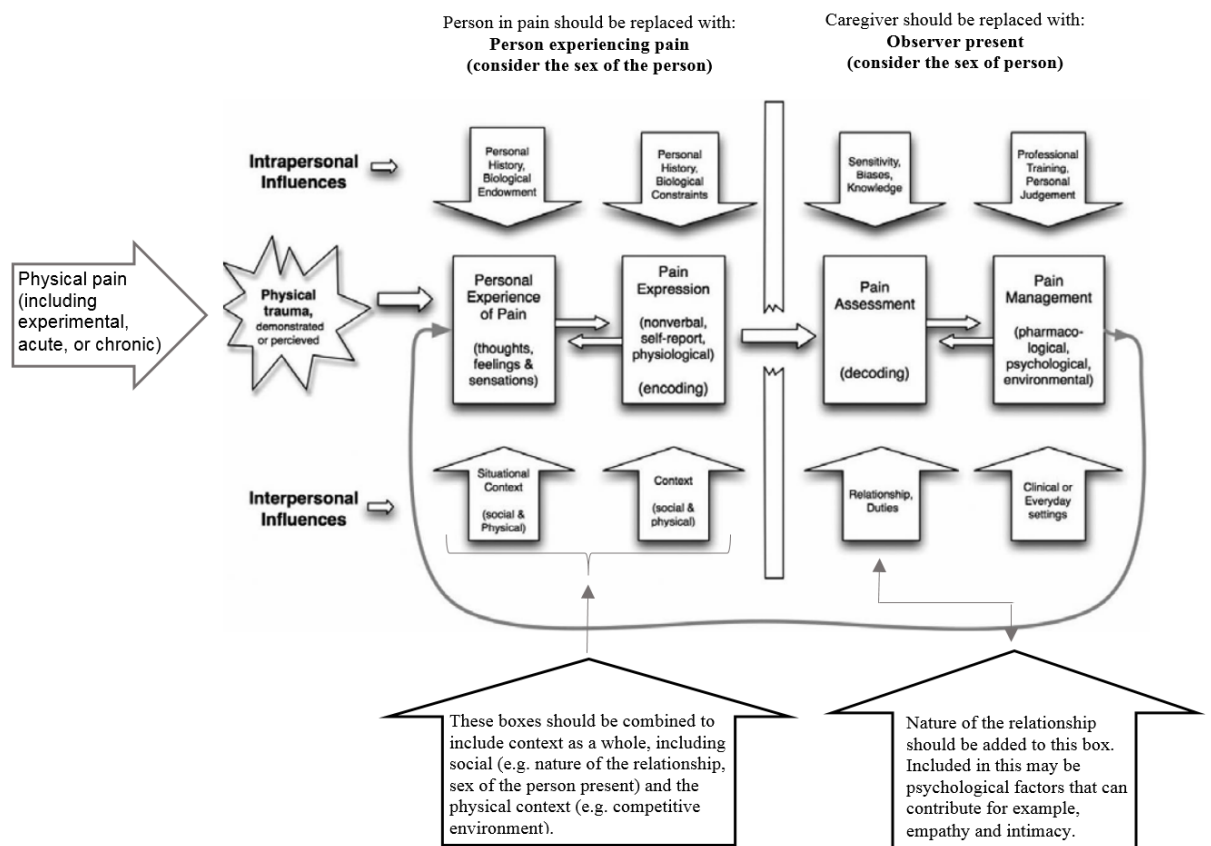 Person in pain should be replaced with:
Person experiencing pain
(consider the sex of the person)
Caregiver should be replaced with:
Observer present
(consider the sex of person)
Intrapersonal
Influences
Personal
History,
Biological
Endowment
Personal
History,
Biological
Constraints
Sensitivity,
Biases,
Knowledge
Professional
Training,
Personal
Judgement
Physical pain
(including
experimental,
acute, or chronic)
Physical
trauma,
demonstrated
or percieved
Personal
Experience
of Pain
(thoughts,
feelings &
sensations)
Pain
Expression
(nonverbal,
self-report,
physiological)
(encoding)
Pain
Assessment
(decoding)
Pain
Management
(pharmaco-
logical,
psychological,
environmental)
Interpersonal
Influences
Situational
Context
(social &
Physical)
Context
(social &
physical)
Relationship,
Duties
Clinical or
Everyday
settings
These boxes should be combined to
include context as a whole, including
social (e.g. nature of the relationship,
sex of the person present) and the
physical context (e.g. competitive
environment).
Nature of the relationship
should be added to this box.
Included in this may be
psychological factors that can
contribute for example,
empathy and intimacy.